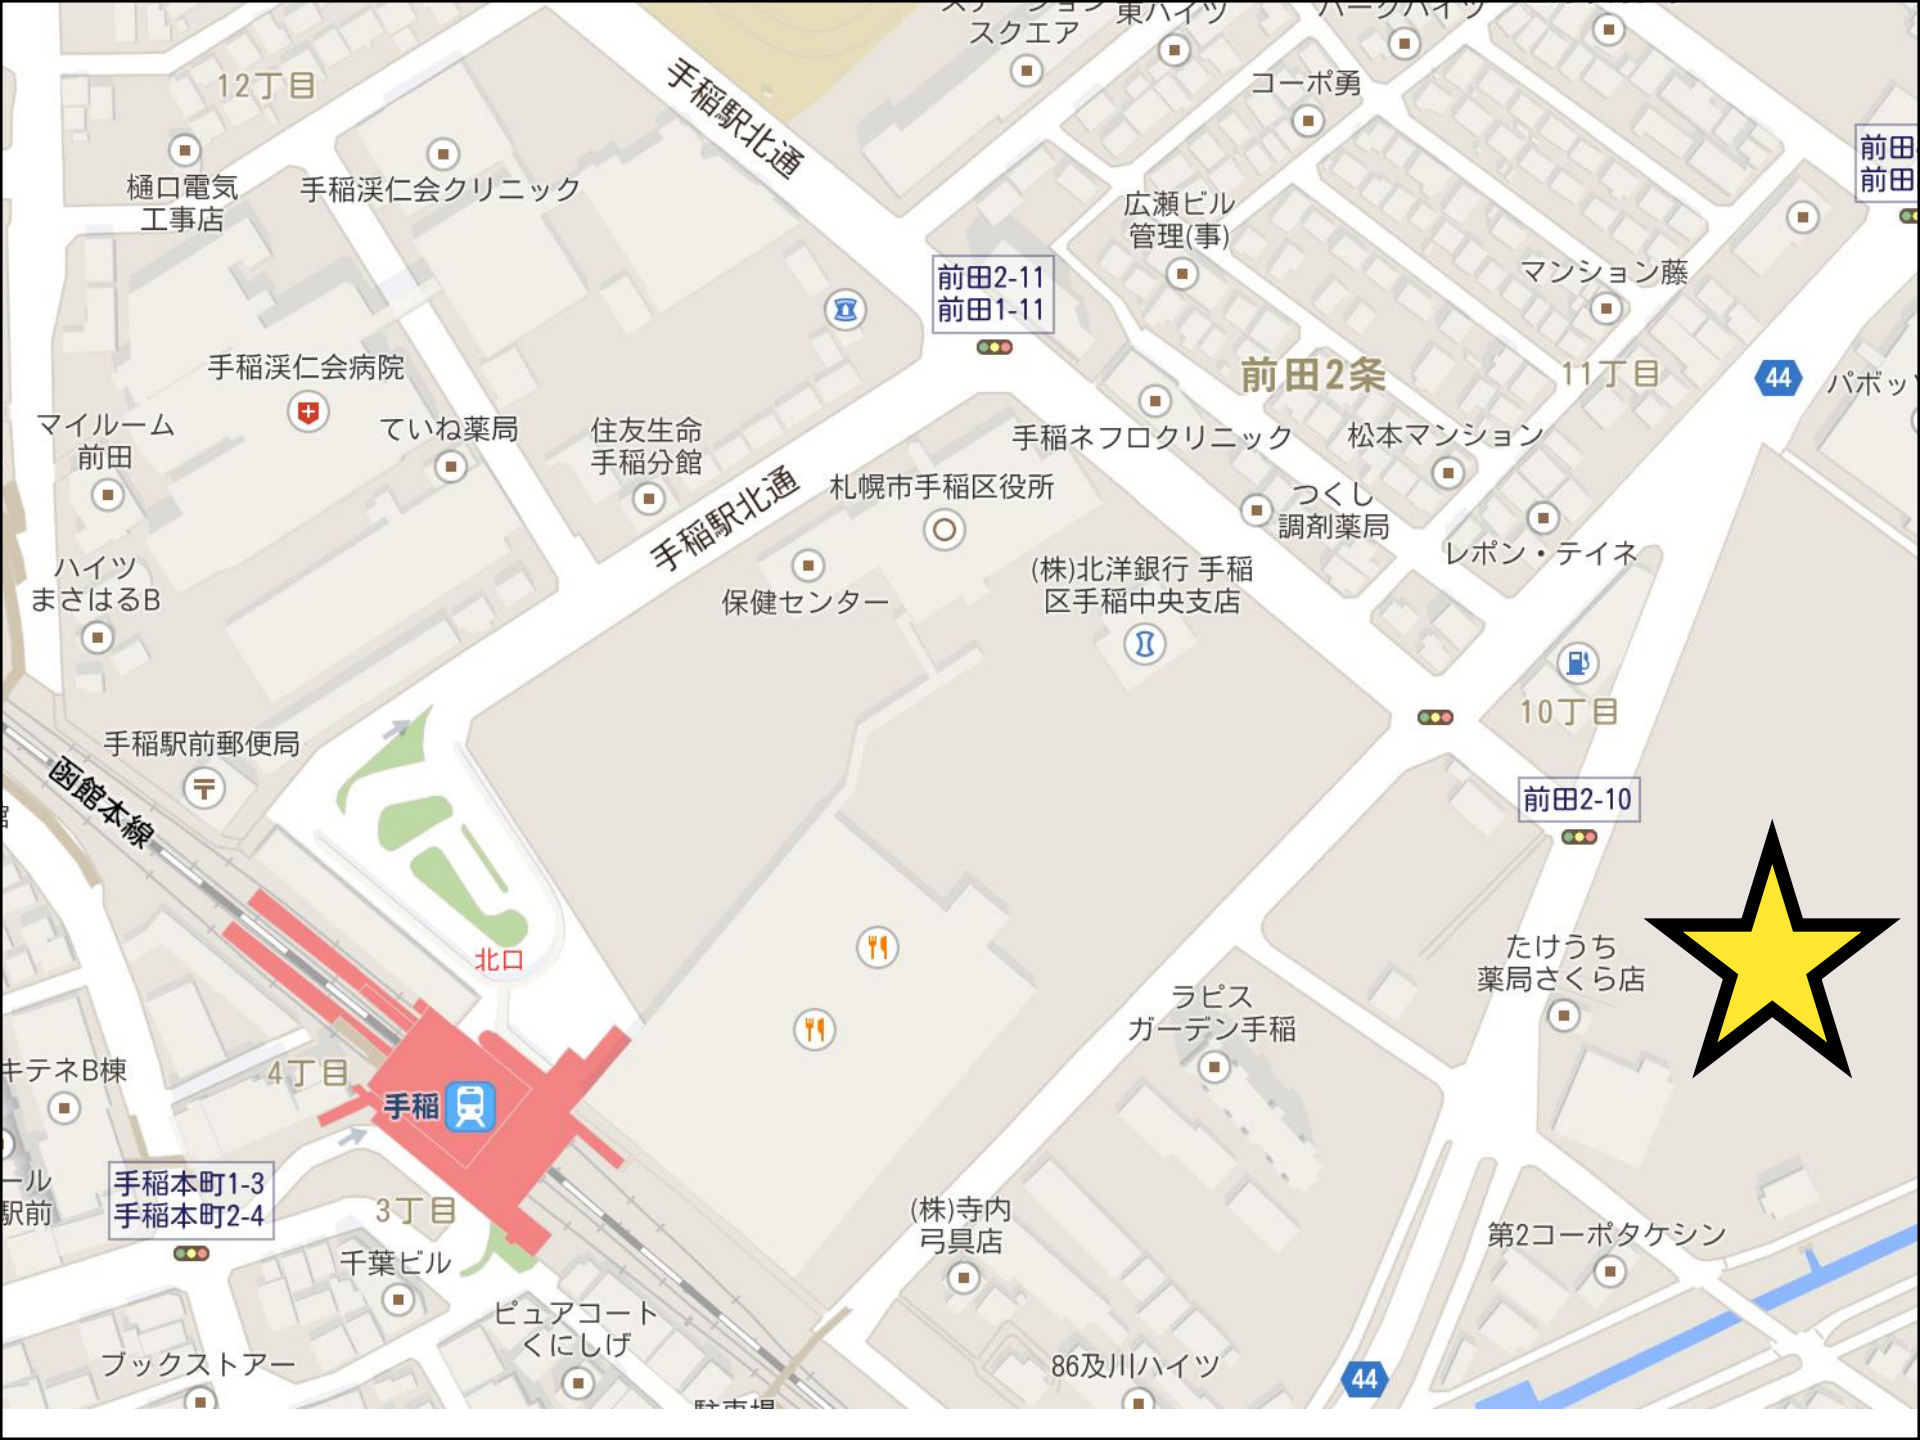 スクエア
東ハイツ
パークハイツ
12丁目
手稲駅北通
コーポ勇
樋口電気
工事店
手稲渓仁会クリニック
前田
前田
広瀬ビル
管理(事)
前田2-11
前田1-11
マンション藤
手稲渓仁会病院
前田2条
11丁目
44
マイルーム
前田
ていね薬局
住友生命
手稲分館
手稲ネフロクリニック
松本マンション
手稲駅北通
札幌市手稲区役所
つくし
調剤薬局
レポン・テイネ
ハイツ
まさはるB
保健センター
(株)北洋銀行 手稲
区手稲中央支店
10丁目
手稲駅前郵便局
函館本線
前田2-10
北口
たけうち
薬局さくら店
ラピス
ガーデン手稲
キテネB棟
4丁目
手稲
手稲本町1-3
手稲本町2-4
ール
駅前
3丁目
(株)寺内
弓具店
第2コーポタケシン
千葉ビル
ピュアコート
くにしげ
ブックストアー
86及川ハイツ
44
駐車場